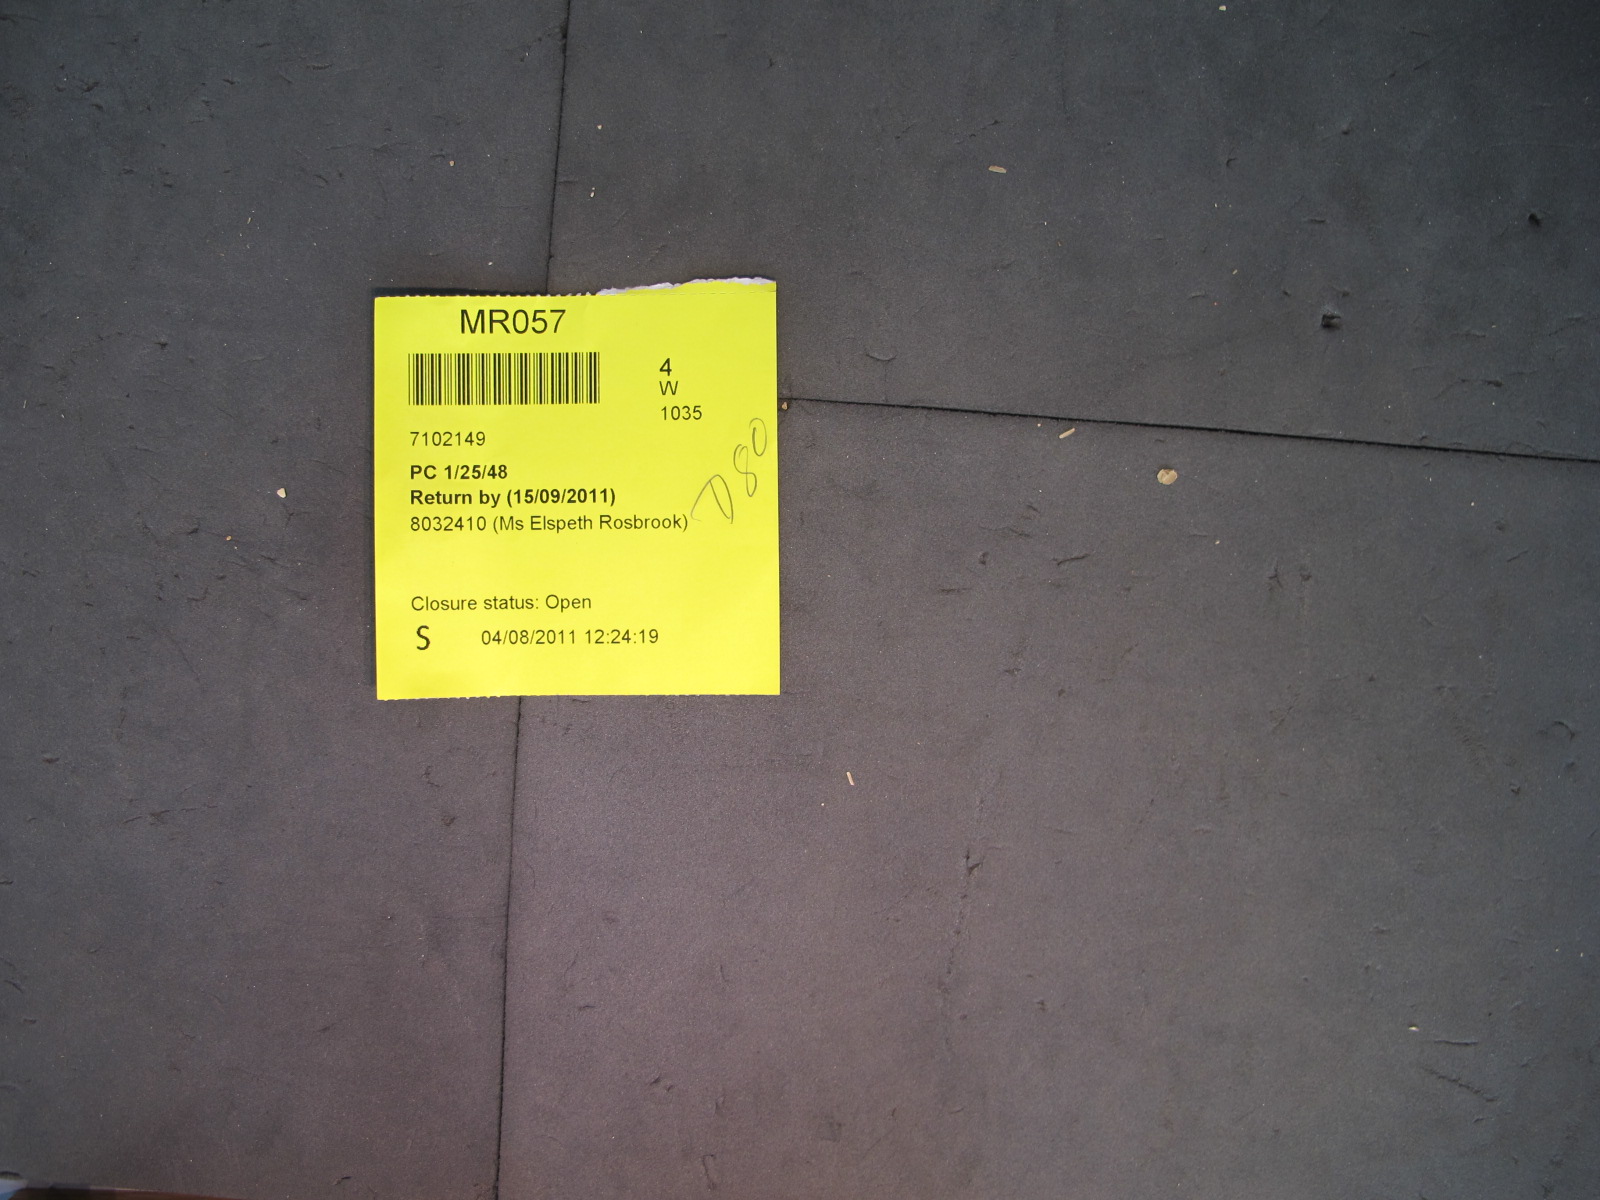 MR057
4
W
1035
7102149
PC 1/25/48
Return by (15/09/2011)
8032410 (Ms Elspeth Rosbrook)
D80
Closure status: Open
S 04/08/2011 12:24:19